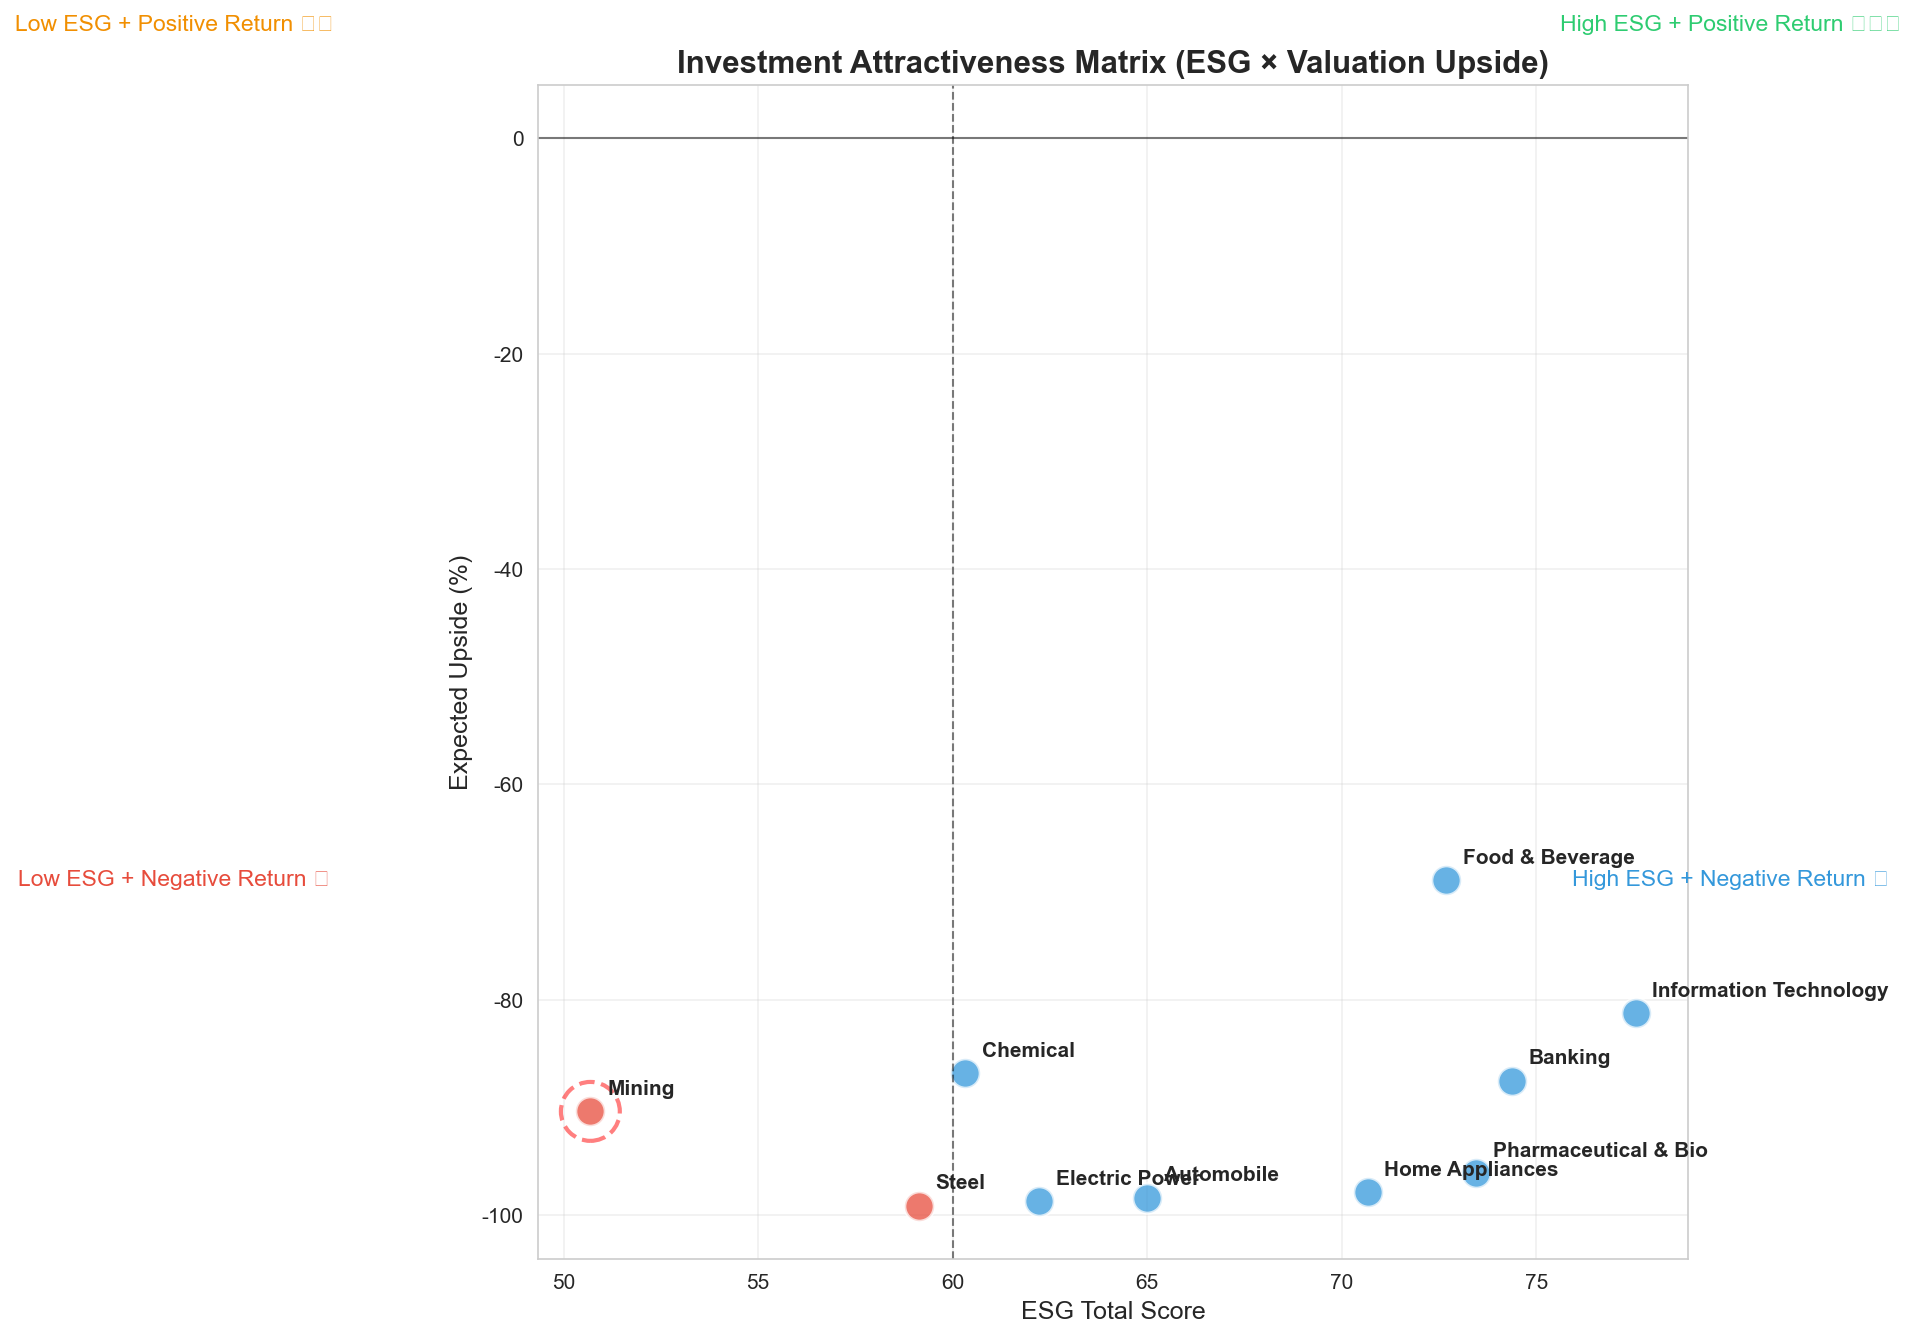 Low ESG + Positive Return
High ESG + Positive Return
Investment Attractiveness Matrix (ESG × Valuation Upside)
0
-20
-40
-60
-80
-100
Expected Upside (%)
Food & Beverage
Low ESG + Negative Return
High ESG + Negative Return
Information Technology
Chemical
Banking
Mining
Pharmaceutical & Bio
Home Appliances
Automobile
Electric Power
Steel
50
55
60
65
70
75
ESG Total Score